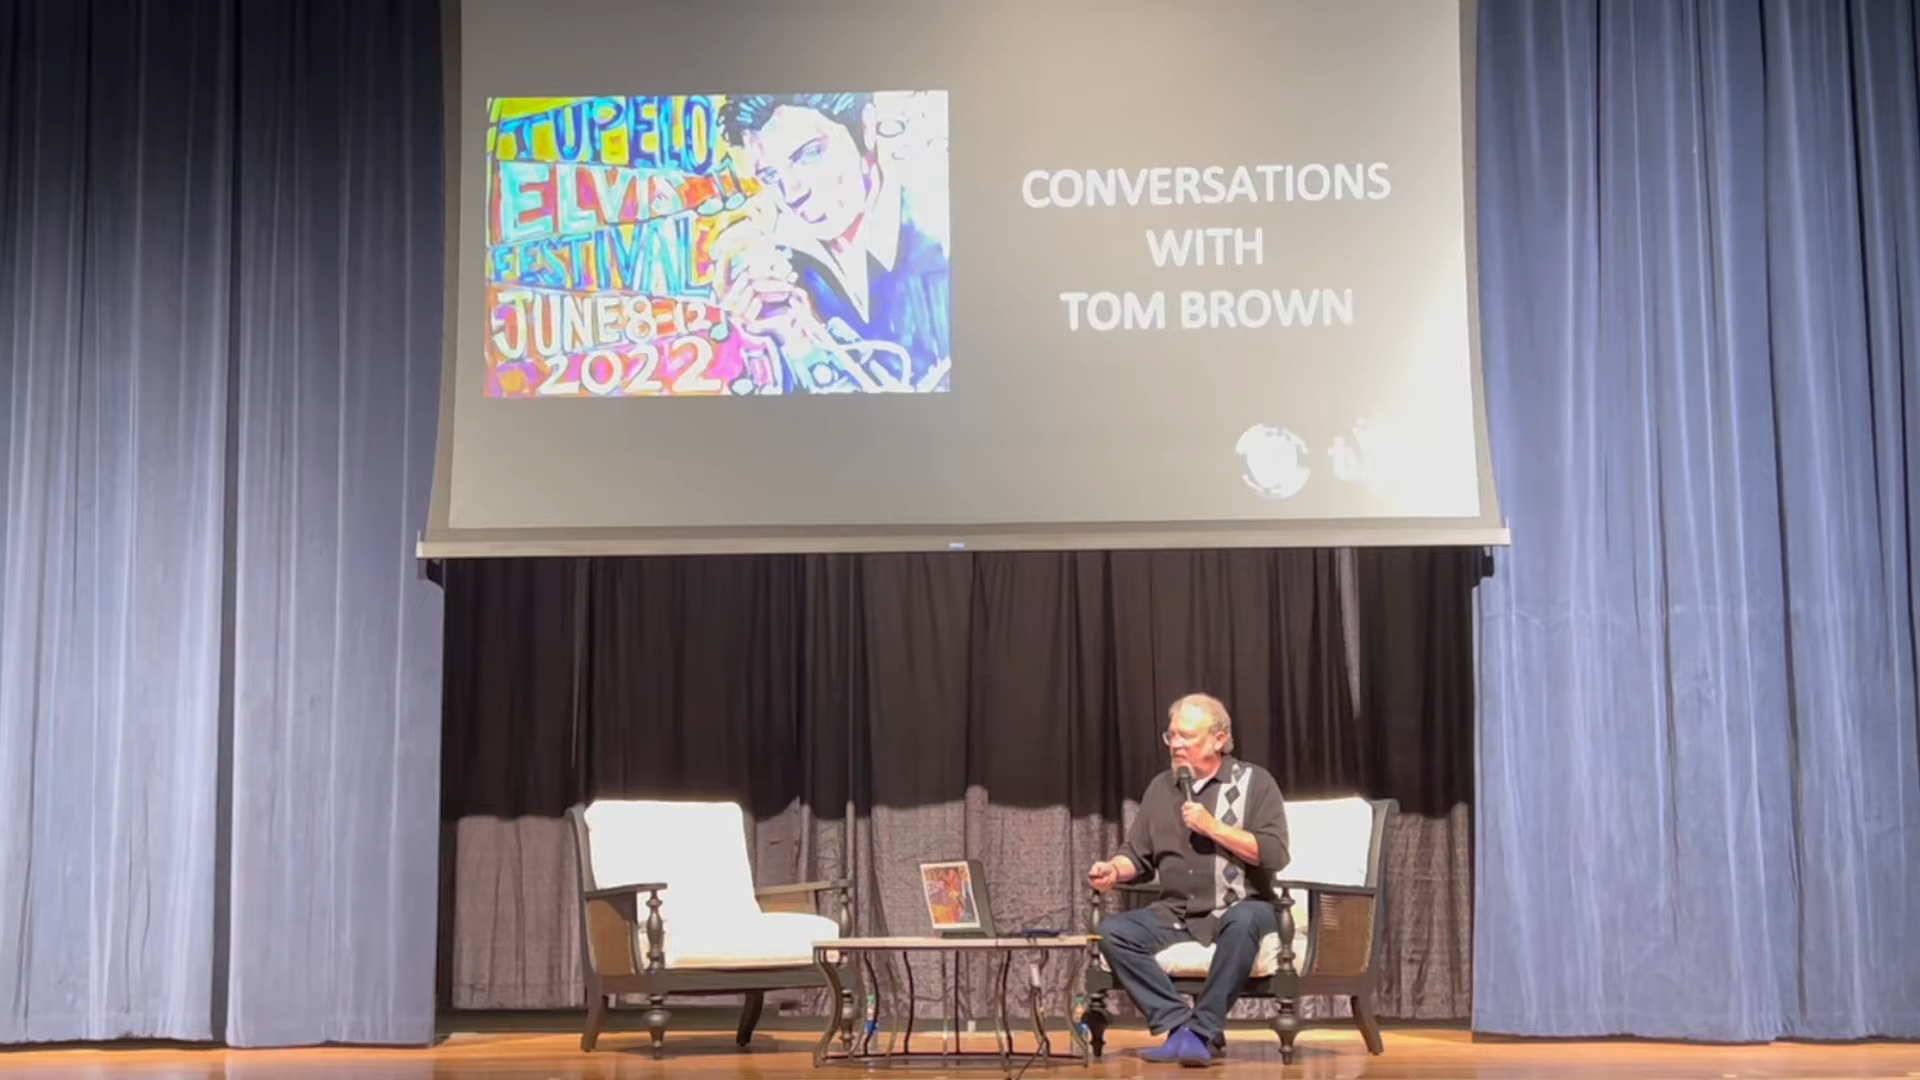 TUPELO
ELVIS
FESTIVAL
JUNE 8-12
2022
CONVERSATIONS
WITH
TOM BROWN